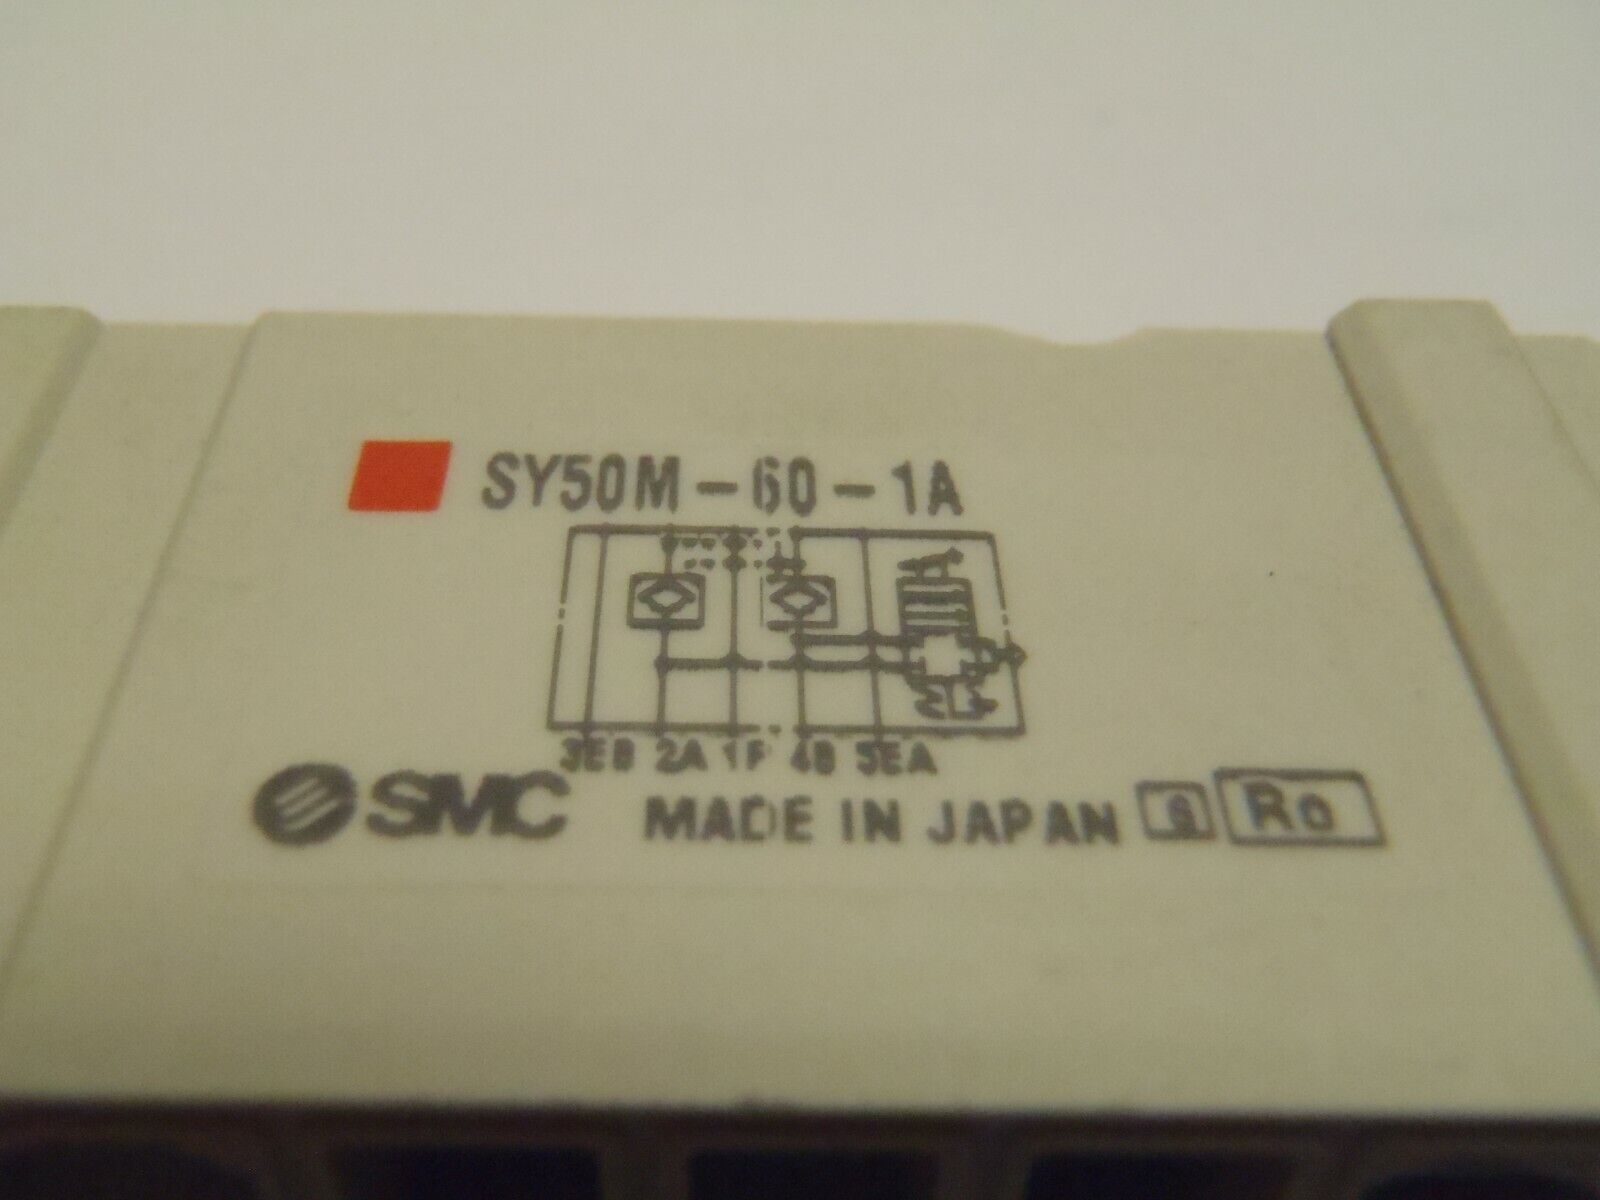 SY50M-60-1A
3EB 2A 1P 4B 5EA
SMC MADE IN JAPAN Ro